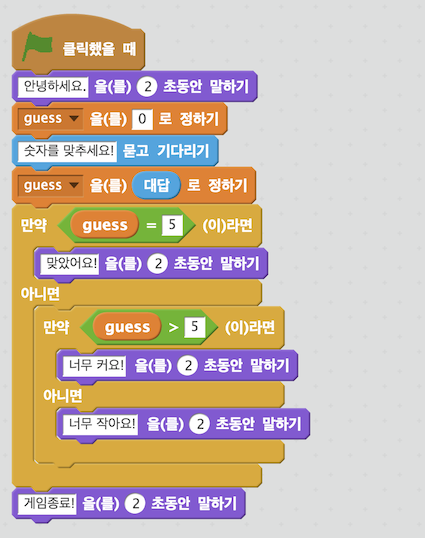 클릭했을 때
안녕하세요. 을(를) 2 초동안 말하기
guess 을(를) 0 로 정하기
숫자를 맞추세요! 묻고 기다리기
guess 을(를) 대답 로 정하기
만약 guess = 5 (이)라면
맞았어요! 을(를) 2 초동안 말하기
아니면
만약 guess > 5 (이)라면
너무 커요! 을(를) 2 초동안 말하기
아니면
너무 작아요! 을(를) 2 초동안 말하기
게임종료! 을(를) 2 초동안 말하기